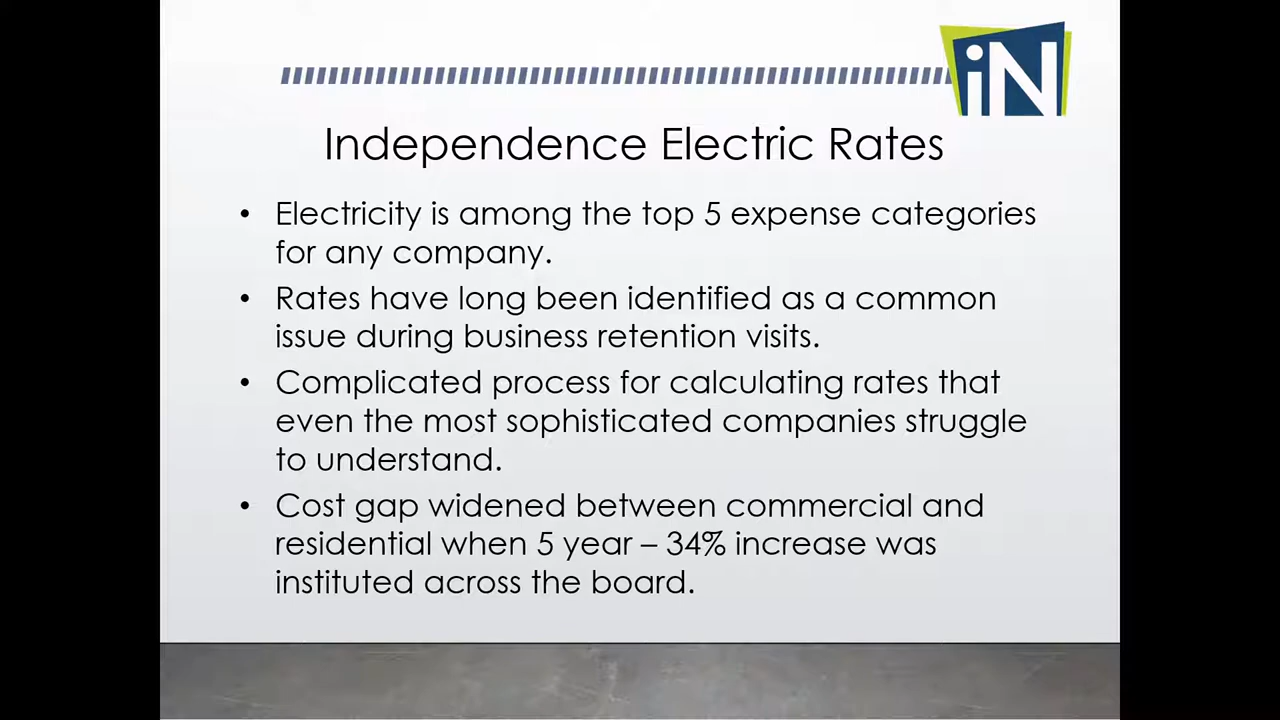 iN
Independence Electric Rates
• Electricity is among the top 5 expense categories
for any company.
• Rates have long been identified as a common
issue during business retention visits.
• Complicated process for calculating rates that
even the most sophisticated companies struggle
to understand.
• Cost gap widened between commercial and
residential when 5 year – 34% increase was
instituted across the board.